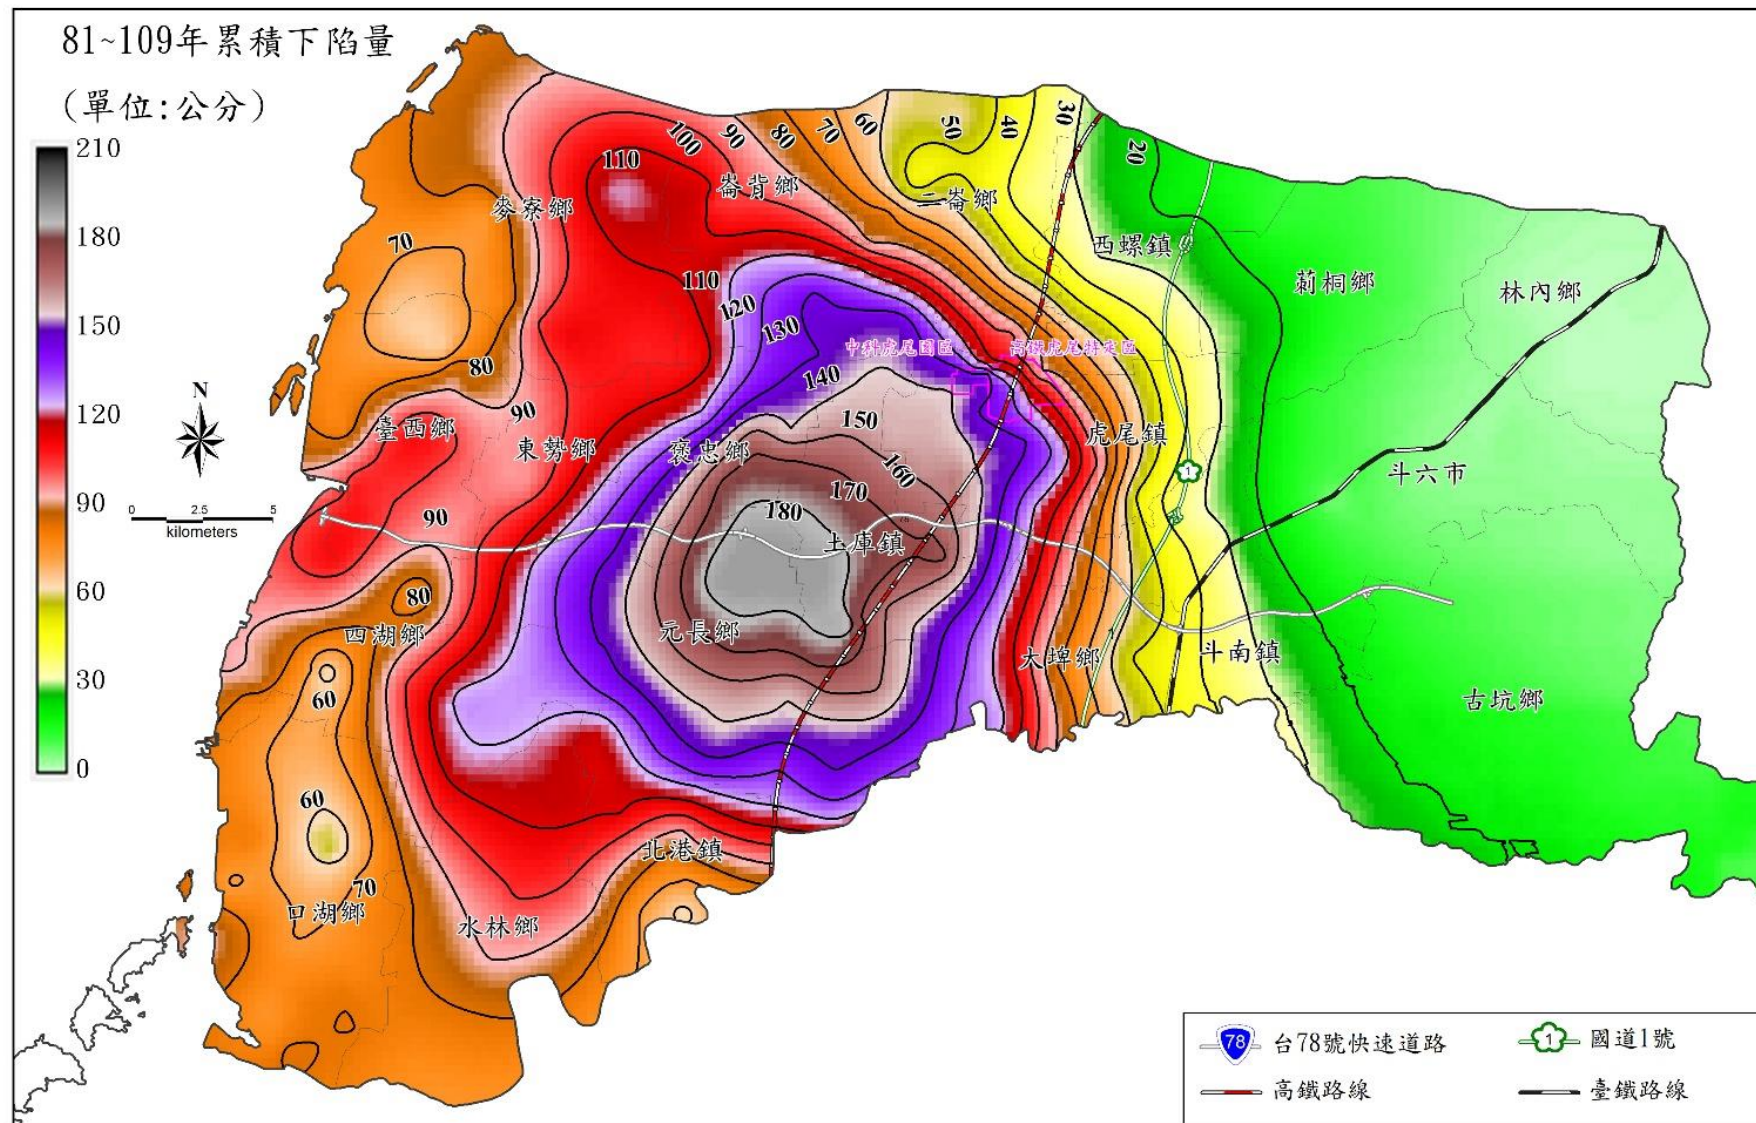 81~109年累積下陷量
(單位:公分)
210
180
150
120
90
60
30
0
N
0 2.5 5
kilometers
100
90
80
70
60
50
40
30
20
110
麥寮鄉
崙背鄉
二崙鄉
西螺鎮
莿桐鄉
林內鄉
70
110
120
130
中科虎尾園區
高鐵虎尾特定區
140
80
90
150
臺西鄉
東勢鄉
褒忠鄉
虎尾鎮
1
斗六市
160
170
180
90
土庫鎮
80
四湖鄉
元長鄉
大埤鄉
斗南鎮
古坑鄉
60
60
70
口湖鄉
水林鄉
北港鎮
78 台78號快速道路
1 國道1號
高鐵路線
臺鐵路線